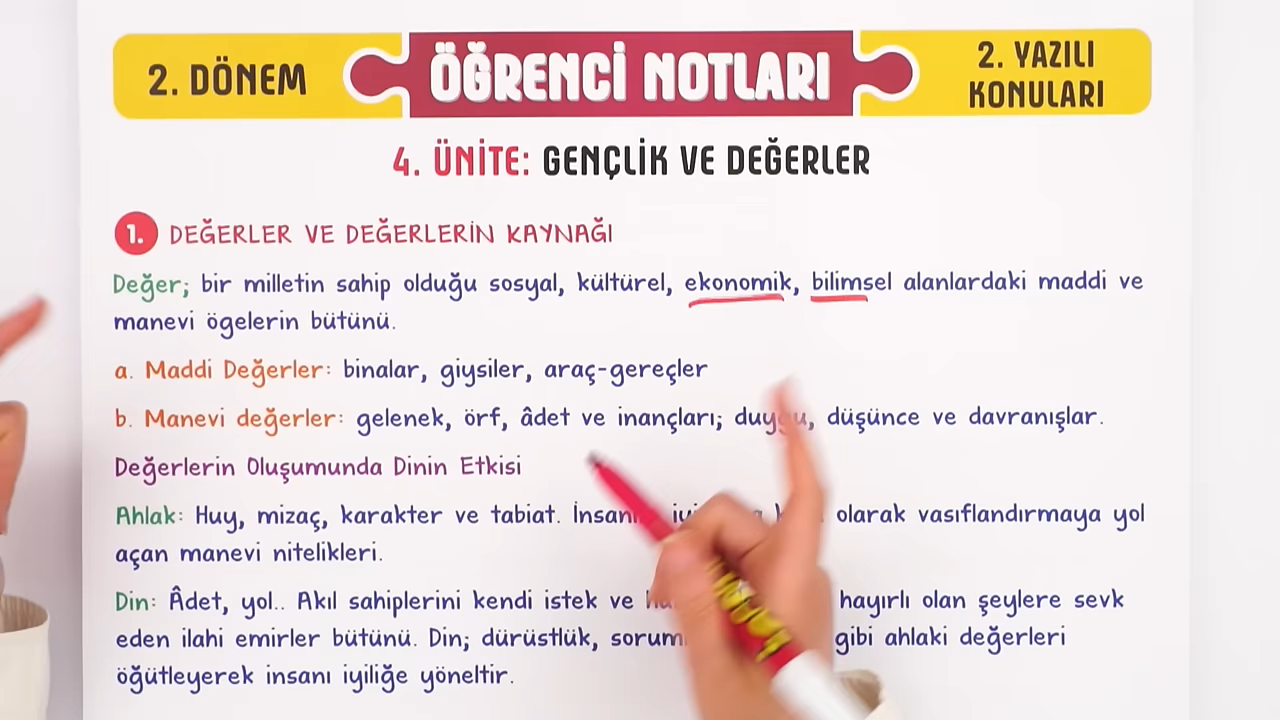 2. DÖNEM
ÖĞRENCİ NOTLARI
2. YAZILI
KONULARI
4. ÜNİTE: GENÇLİK VE DEĞERLER
1. DEĞERLER VE DEĞERLERİN KAYNAĞI
Değer; bir milletin sahip olduğu sosyal, kültürel, ekonomik, bilimsel alanlardaki maddi ve
manevi ögelerin bütünü.
a. Maddi Değerler: binalar, giysiler, araç-gereçler
b. Manevi değerler: gelenek, örf, âdet ve inançları; duygu, düşünce ve davranışlar.
Değerlerin Oluşumunda Dinin Etkisi
Ahlak: Huy, mizaç, karakter ve tabiat. olarak vasıflandırmaya yol
açan manevi nitelikleri.
Din: Âdet, yol.. Akıl sahiplerini kendi istek ve hayırlı olan şeylere sevk
eden ilahi emirler bütünü. Din; dürüstlük, gibi ahlaki değerleri
öğütleyerek insanı iyiliğe yöneltir.